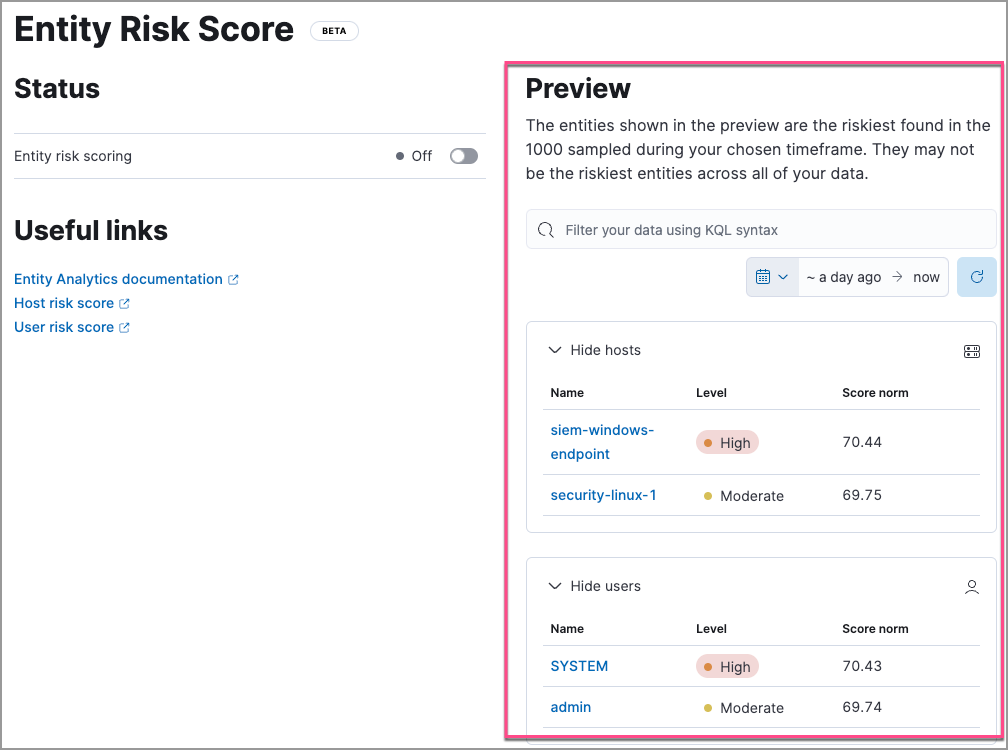 Entity Risk Score BETA
Status
Entity risk scoring Off
Useful links
Entity Analytics documentation
Host risk score
User risk score
Preview
The entities shown in the preview are the riskiest found in the
1000 sampled during your chosen timeframe. They may not
be the riskiest entities across all of your data.
Filter your data using KQL syntax
~ a day ago → now
Hide hosts
Name Level Score norm
siem-windows-
endpoint High 70.44
security-linux-1 Moderate 69.75
Hide users
Name Level Score norm
SYSTEM High 70.43
admin Moderate 69.74